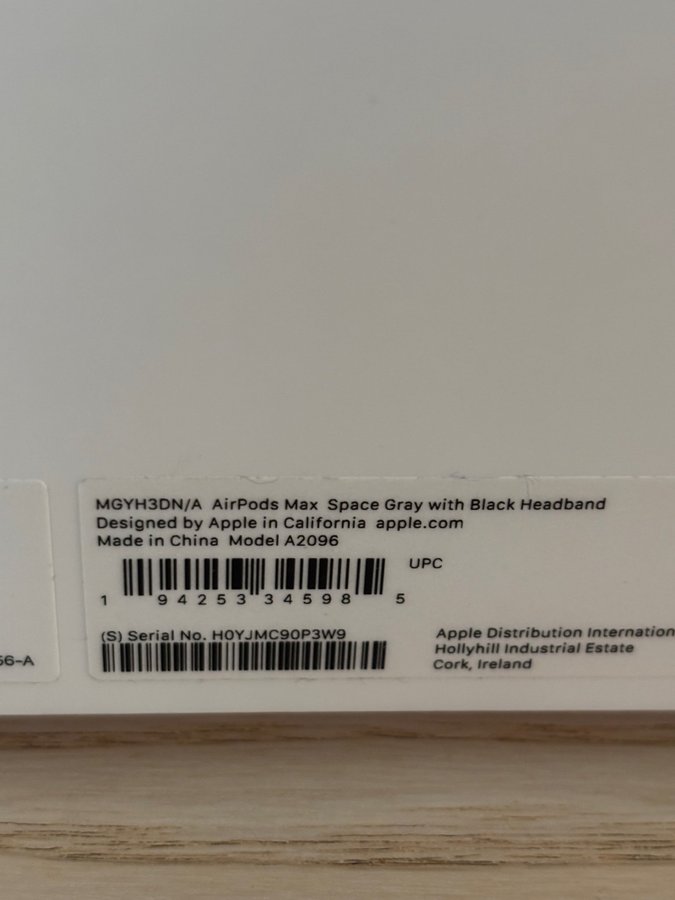 MGYH3DN/A AirPods Max Space Gray with Black Headband
Designed by Apple in California apple.com
Made in China Model A2096
UPC
1 94253 34598 5
(S) Serial No. H0YJMC90P3W9
Apple Distribution Internation
Hollyhill Industrial Estate
Cork, Ireland
56-A